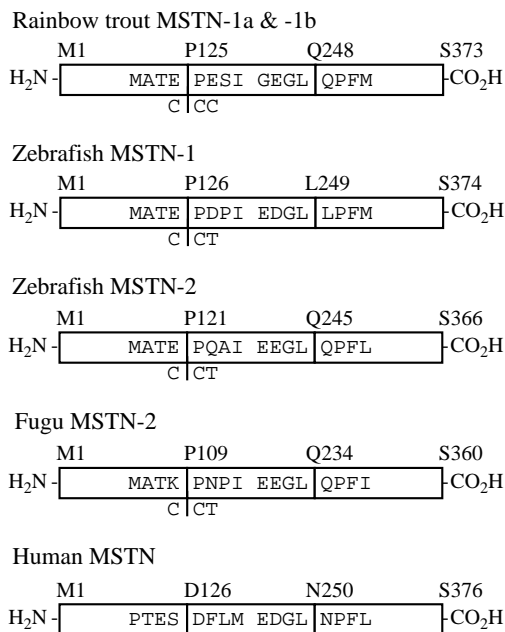 Rainbow trout MSTN-1a & -1b
M1 P125 Q248 S373
H₂N - MATE PESI GEGL QPFM -CO₂H
C CC
Zebrafish MSTN-1
M1 P126 L249 S374
H₂N - MATE PDPI EDGL LPFM -CO₂H
C CT
Zebrafish MSTN-2
M1 P121 Q245 S366
H₂N - MATE PQAI EEGL QPFL -CO₂H
C CT
Fugu MSTN-2
M1 P109 Q234 S360
H₂N - MATK PNPI EEGL QPFI -CO₂H
C CT
Human MSTN
M1 D126 N250 S376
H₂N - PTES DFLM EDGL NPFL -CO₂H